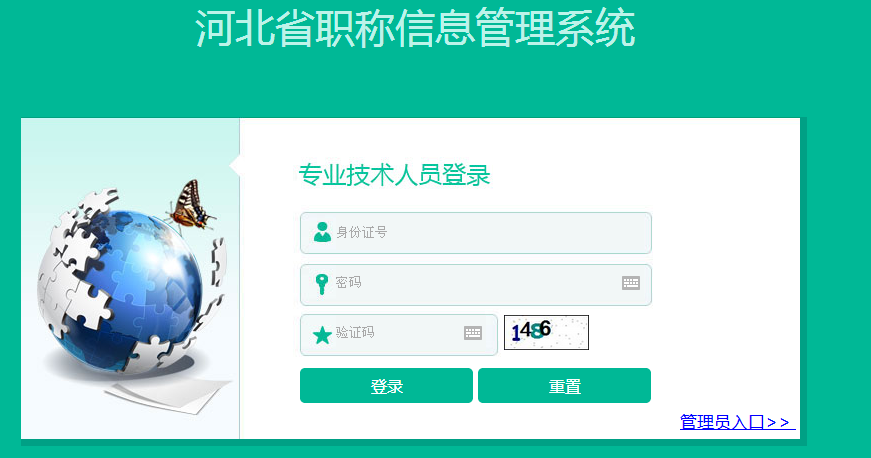 河北省职称信息管理系统
专业技术人员登录
身份证号
密码
验证码
1486
登录 重置
管理员入口>>